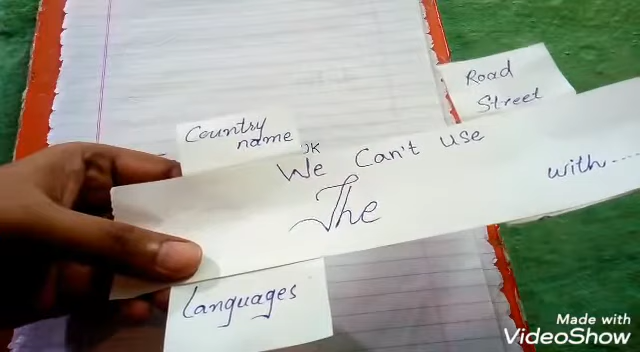 Road
Street
Country
name
We Can't use
with----
The
Languages
Made with
VideoShow